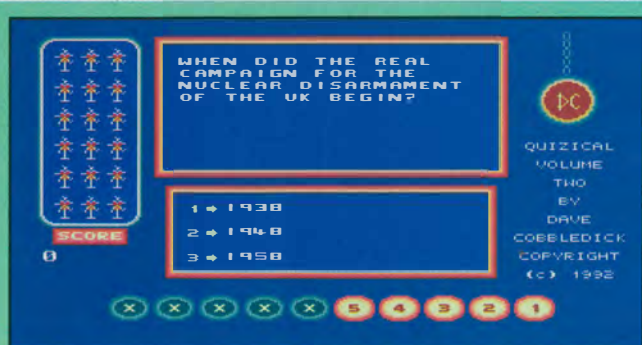 WHEN DID THE REAL
CAMPAIGN FOR THE
NUCLEAR DISARMAMENT
OF THE UK BEGIN?
1 → 1938
2 → 1948
3 → 1958
SCORE
0
DC
QUIZICAL
VOLUME
TWO
BY
DAVE
COBBLEDICK
COPYRIGHT
(C) 1992
X X X X X 5 4 3 2 1